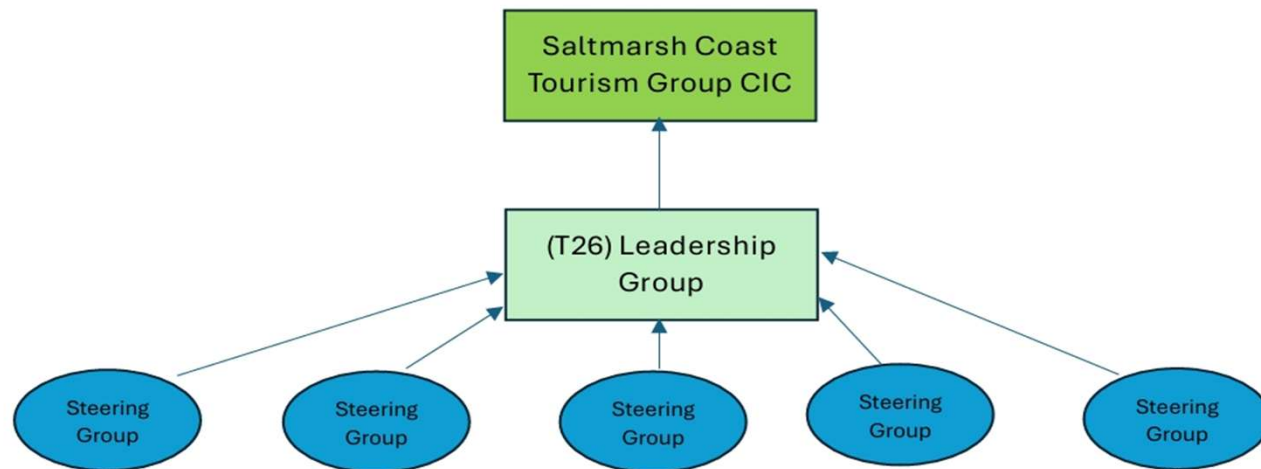 Saltmarsh Coast
Tourism Group CIC
(T26) Leadership
Group
Steering
Group
Steering
Group
Steering
Group
Steering
Group
Steering
Group